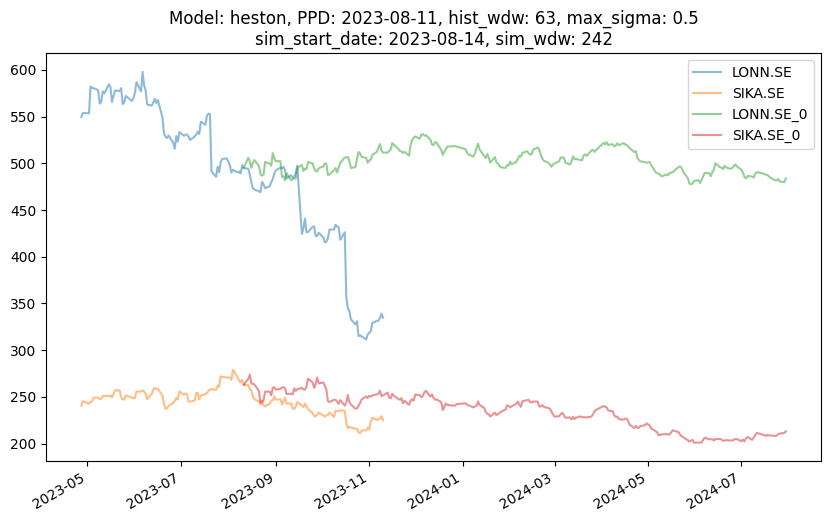 Model: heston, PPD: 2023-08-11, hist_wdw: 63, max_sigma: 0.5
sim_start_date: 2023-08-14, sim_wdw: 242
LONN.SE
SIKA.SE
LONN.SE_0
SIKA.SE_0
600
550
500
450
400
350
300
250
200
2023-05
2023-07
2023-09
2023-11
2024-01
2024-03
2024-05
2024-07